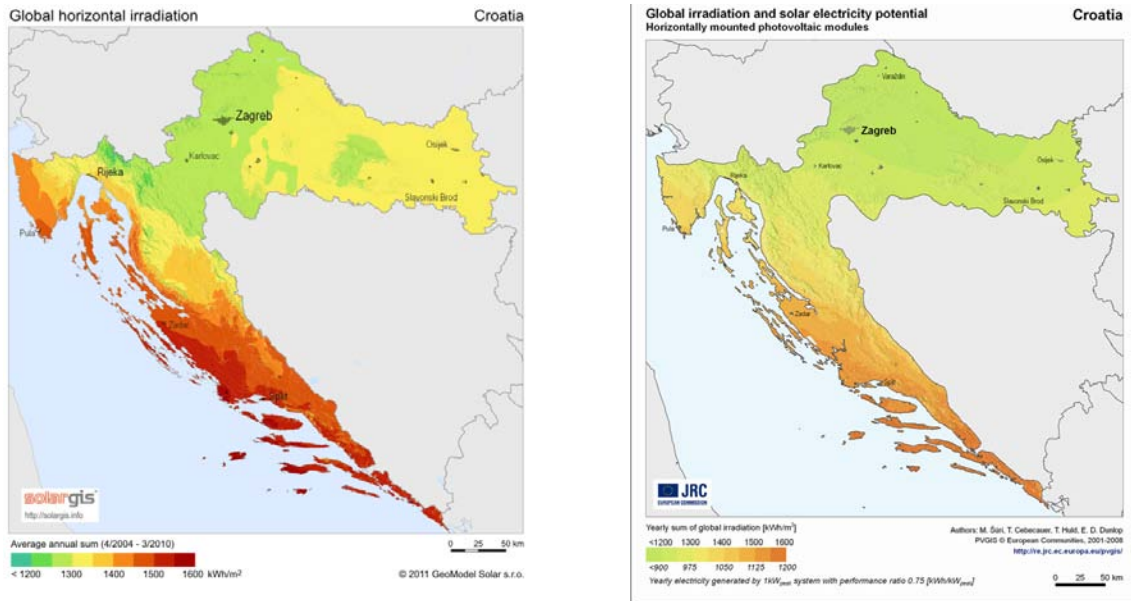 Global horizontal irradiation Croatia
Zagreb
Karlovac
Osijek
Rijeka
Slavonski Brod
Pula
Zadar
Split
solargis
http://solargis.info
Average annual sum (4/2004 - 3/2010)
< 1200 1300 1400 1500 1600 kWh/m²
0 25 50 km
© 2011 GeoModel Solar s.r.o.
Global irradiation and solar electricity potential Croatia
Horizontally mounted photovoltaic modules
Varaždin
Zagreb
Karlovac
Osijek
Rijeka
Slavonski Brod
Pula
Zadar
Split
JRC
EUROPEAN COMMISSION
Yearly sum of global irradiation [kWh/m²]
<1200 1300 1400 1500 1600
<900 975 1050 1125 1200
Yearly electricity generated by 1kWpeak system with performance ratio 0.75 [kWh/kWpeak]
Authors: M. Šúri, T. Cebecauer, T. Huld, E. D. Dunlop
PVGIS © European Communities, 2001-2008
http://re.jrc.ec.europa.eu/pvgis/
0 25 50 km